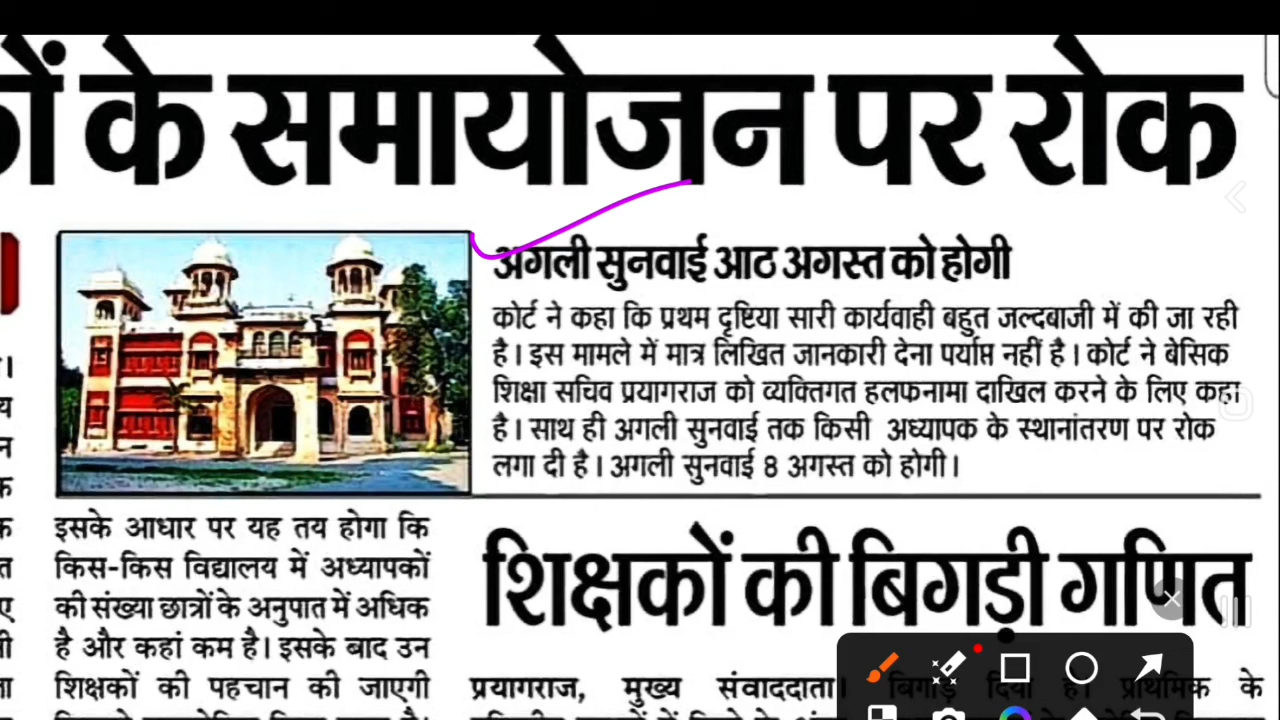 के समायोजन पर रोक
अगली सुनवाई आठ अगस्त को होगी
कोर्ट ने कहा कि प्रथम दृष्टिया सारी कार्यवाही बहुत जल्दबाजी में की जा रही
है। इस मामले में मात्र लिखित जानकारी देना पर्याप्त नहीं है। कोर्ट ने बेसिक
शिक्षा सचिव प्रयागराज को व्यक्तिगत हलफनामा दाखिल करने के लिए कहा
है। साथ ही अगली सुनवाई तक किसी अध्यापक के स्थानांतरण पर रोक
लगा दी है। अगली सुनवाई 8 अगस्त को होगी।
इसके आधार पर यह तय होगा कि
किस-किस विद्यालय में अध्यापकों
की संख्या छात्रों के अनुपात में अधिक
है और कहां कम है। इसके बाद उन
शिक्षकों की पहचान की जाएगी
शिक्षकों की बिगड़ी गणित
प्रयागराज, मुख्य संवाददाता। बिगाड़ दिया है। प्राथमिक के